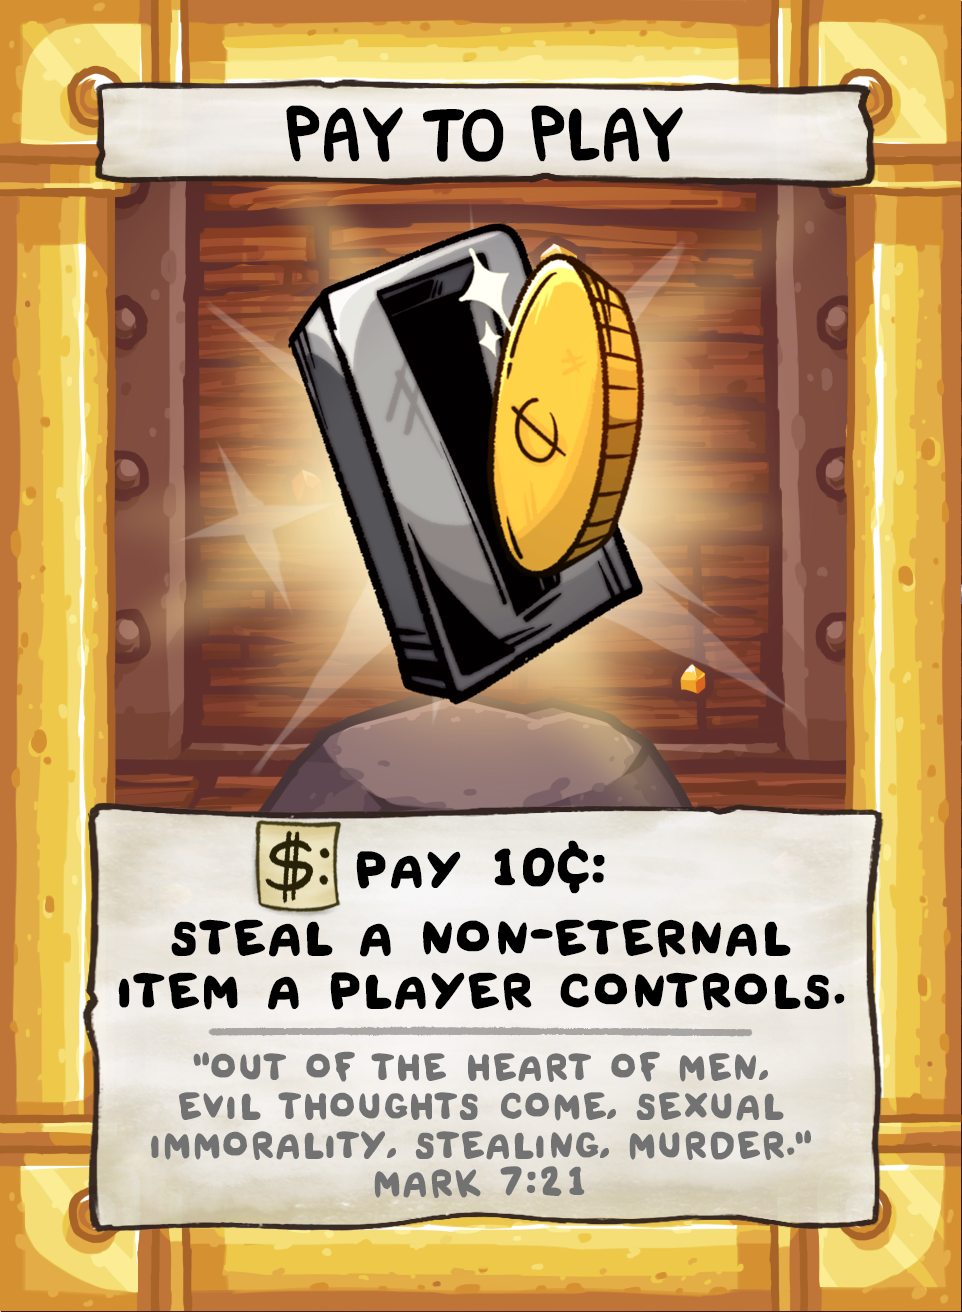 PAY TO PLAY
¢
$: PAY 10¢:
STEAL A NON-ETERNAL
ITEM A PLAYER CONTROLS.
"OUT OF THE HEART OF MEN,
EVIL THOUGHTS COME, SEXUAL
IMMORALITY, STEALING, MURDER."
MARK 7:21